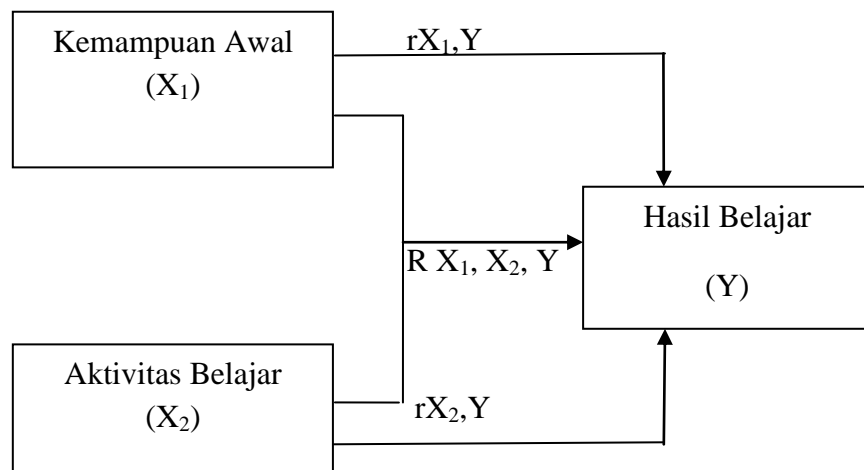 Kemampuan Awal
(X₁)
rX₁,Y
Hasil Belajar
(Y)
R X₁, X₂, Y
Aktivitas Belajar
(X₂)
rX₂,Y